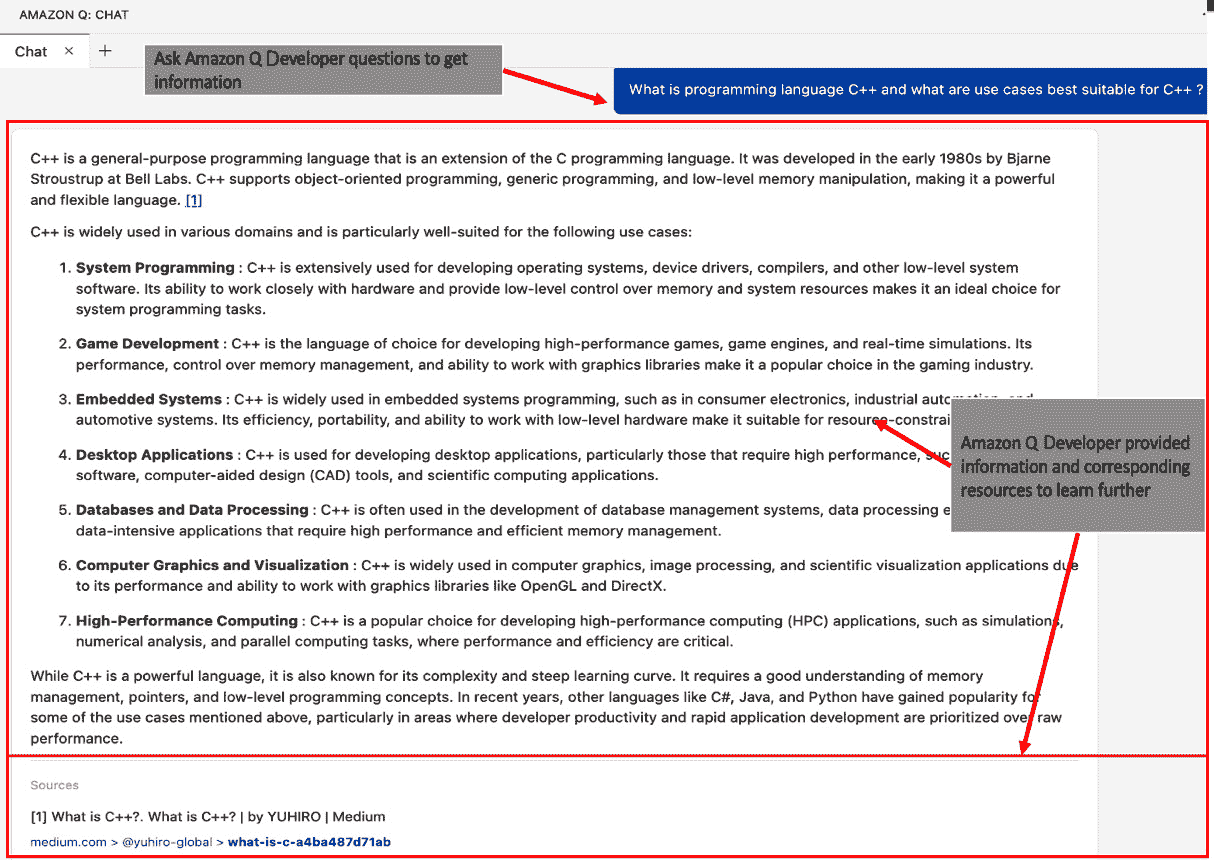 AMAZON Q: CHAT
Chat × +
Ask Amazon Q Developer questions to get
information
What is programming language C++ and what are use cases best suitable for C++ ?
C++ is a general-purpose programming language that is an extension of the C programming language. It was developed in the early 1980s by Bjarne
Stroustrup at Bell Labs. C++ supports object-oriented programming, generic programming, and low-level memory manipulation, making it a powerful
and flexible language. [1]
C++ is widely used in various domains and is particularly well-suited for the following use cases:
1. System Programming : C++ is extensively used for developing operating systems, device drivers, compilers, and other low-level system
software. Its ability to work closely with hardware and provide low-level control over memory and system resources makes it an ideal choice for
system programming tasks.
2. Game Development : C++ is the language of choice for developing high-performance games, game engines, and real-time simulations. Its
performance, control over memory management, and ability to work with graphics libraries make it a popular choice in the gaming industry.
3. Embedded Systems : C++ is widely used in embedded systems programming, such as in consumer electronics, industrial automation, and
automotive systems. Its efficiency, portability, and ability to work with low-level hardware make it suitable for
Amazon Q Developer provided
information and corresponding
resources to learn further
4. Desktop Applications : C++ is used for developing desktop applications, particularly those that require high performance,
software, computer-aided design (CAD) tools, and scientific computing applications.
5. Databases and Data Processing : C++ is often used in the development of database management systems, data processing
data-intensive applications that require high performance and efficient memory management.
6. Computer Graphics and Visualization : C++ is widely used in computer graphics, image processing, and scientific visualization applications due
to its performance and ability to work with graphics libraries like OpenGL and DirectX.
7. High-Performance Computing : C++ is a popular choice for developing high-performance computing (HPC) applications, such as simulations,
numerical analysis, and parallel computing tasks, where performance and efficiency are critical.
While C++ is a powerful language, it is also known for its complexity and steep learning curve. It requires a good understanding of memory
management, pointers, and low-level programming concepts. In recent years, other languages like C#, Java, and Python have gained popularity for
some of the use cases mentioned above, particularly in areas where developer productivity and rapid application development are prioritized over raw
performance.
Sources
[1] What is C++?. What is C++? | by YUHIRO | Medium
medium.com > @yuhiro-global > what-is-c-a4ba487d71ab